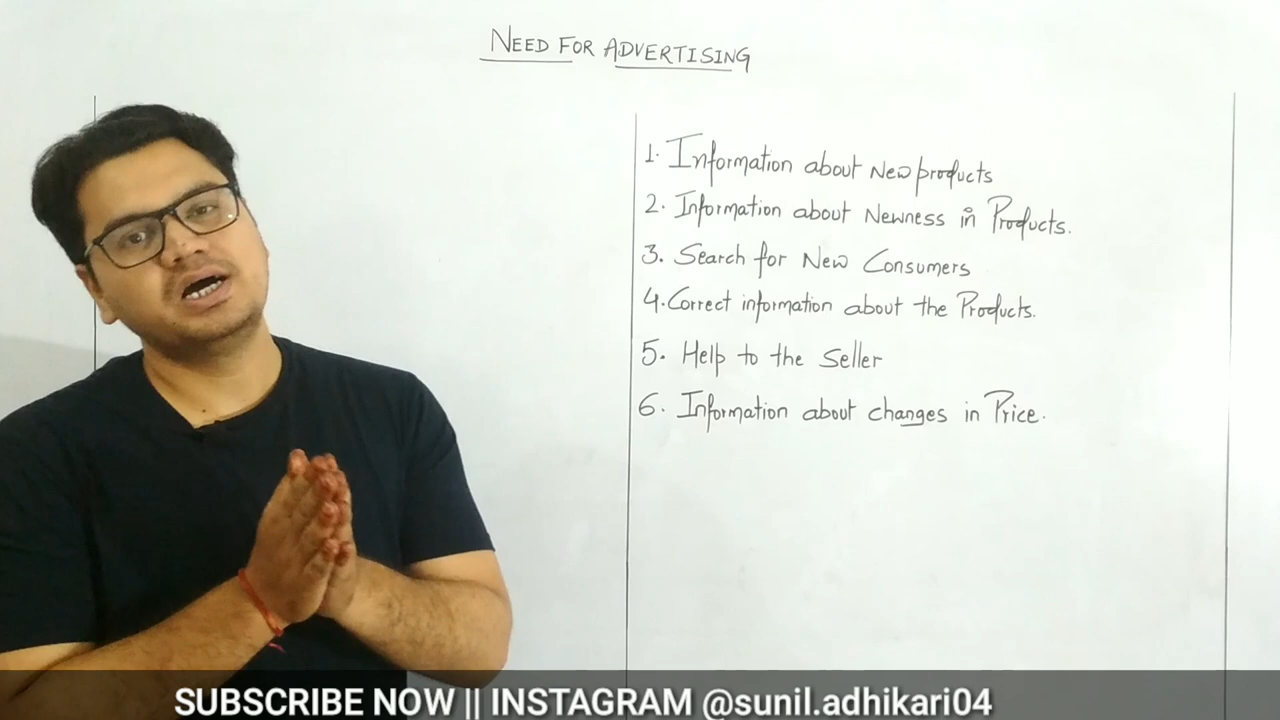 NEED FOR ADVERTISING
1. Information about New products
2. Information about Newness in Products.
3. Search for New Consumers
4. Correct information about the Products.
5. Help to the Seller
6. Information about changes in Price.
SUBSCRIBE NOW || INSTAGRAM @sunil.adhikari04